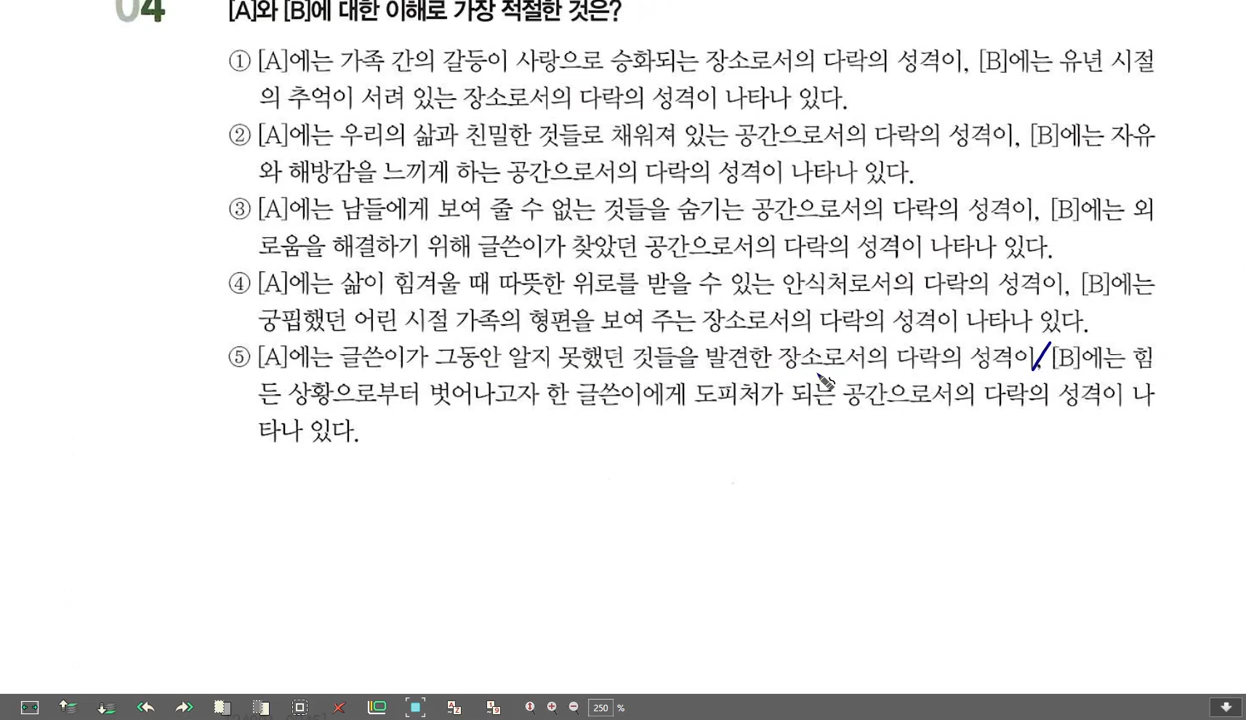 04 [A]와 [B]에 대한 이해로 가장 적절한 것은?
① [A]에는 가족 간의 갈등이 사랑으로 승화되는 장소로서의 다락의 성격이, [B]에는 유년 시절
의 추억이 서려 있는 장소로서의 다락의 성격이 나타나 있다.
② [A]에는 우리의 삶과 친밀한 것들로 채워져 있는 공간으로서의 다락의 성격이, [B]에는 자유
와 해방감을 느끼게 하는 공간으로서의 다락의 성격이 나타나 있다.
③ [A]에는 남들에게 보여 줄 수 없는 것들을 숨기는 공간으로서의 다락의 성격이, [B]에는 외
로움을 해결하기 위해 글쓴이가 찾았던 공간으로서의 다락의 성격이 나타나 있다.
④ [A]에는 삶이 힘겨울 때 따뜻한 위로를 받을 수 있는 안식처로서의 다락의 성격이, [B]에는
궁핍했던 어린 시절 가족의 형편을 보여 주는 장소로서의 다락의 성격이 나타나 있다.
⑤ [A]에는 글쓴이가 그동안 알지 못했던 것들을 발견한 장소로서의 다락의 성격이, [B]에는 힘
든 상황으로부터 벗어나고자 한 글쓴이에게 도피처가 되는 공간으로서의 다락의 성격이 나
타나 있다.
250 %